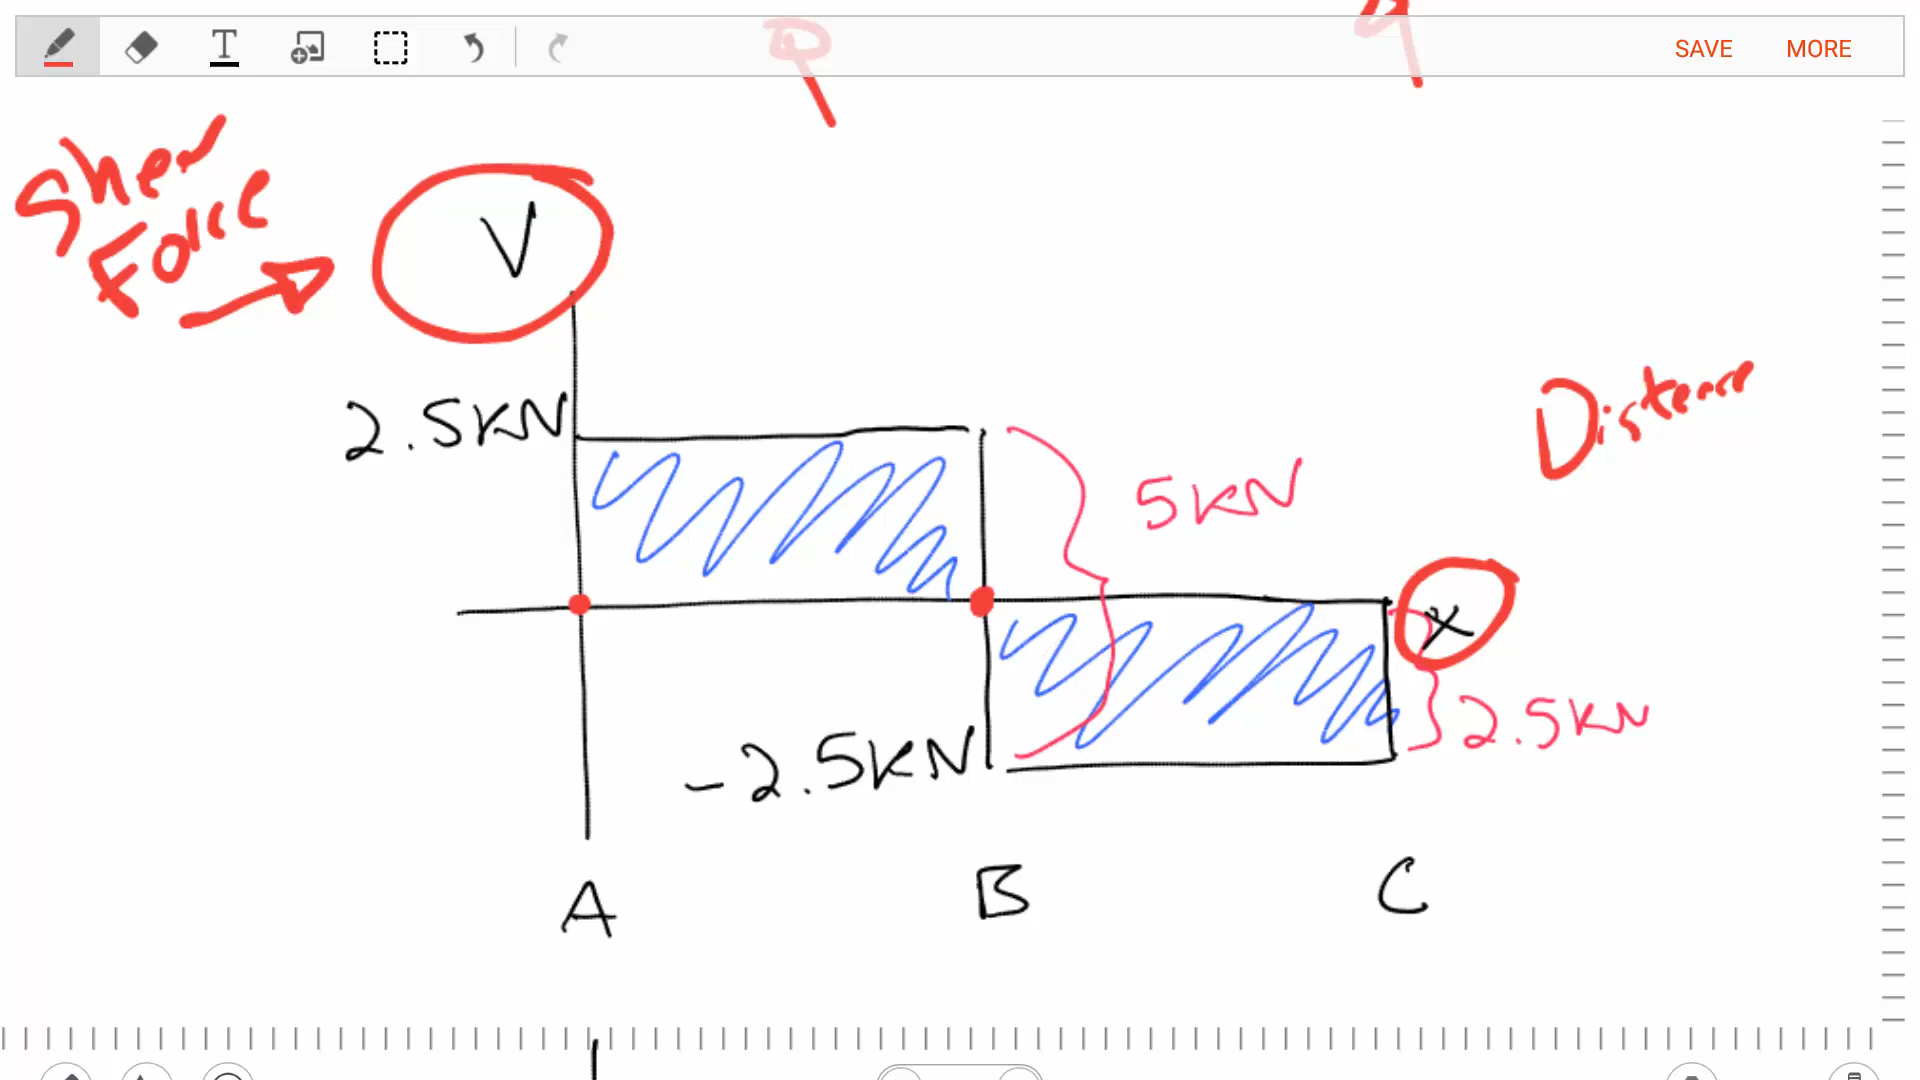 T
SAVE
MORE
Shear
Force
V
2.5kN
Distance
5kN
x
2.5kN
-2.5kN
A
B
C